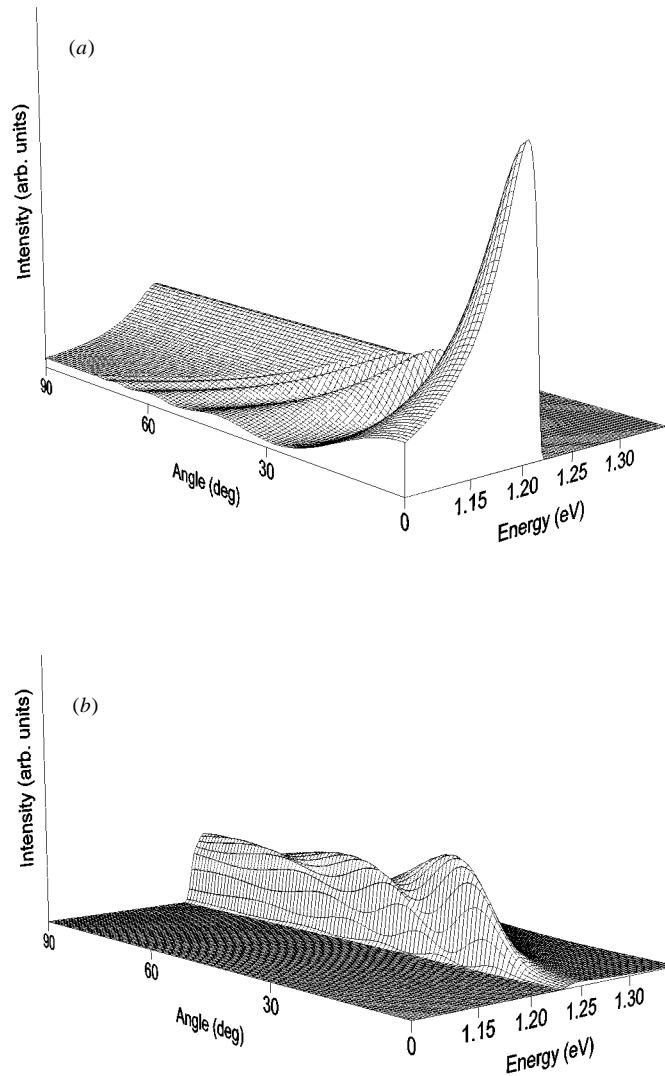 (a)
Intensity (arb. units)
90
60
30
0
Angle (deg)
1.15
1.20
1.25
1.30
Energy (eV)
(b)
Intensity (arb. units)
90
60
30
0
Angle (deg)
1.15
1.20
1.25
1.30
Energy (eV)